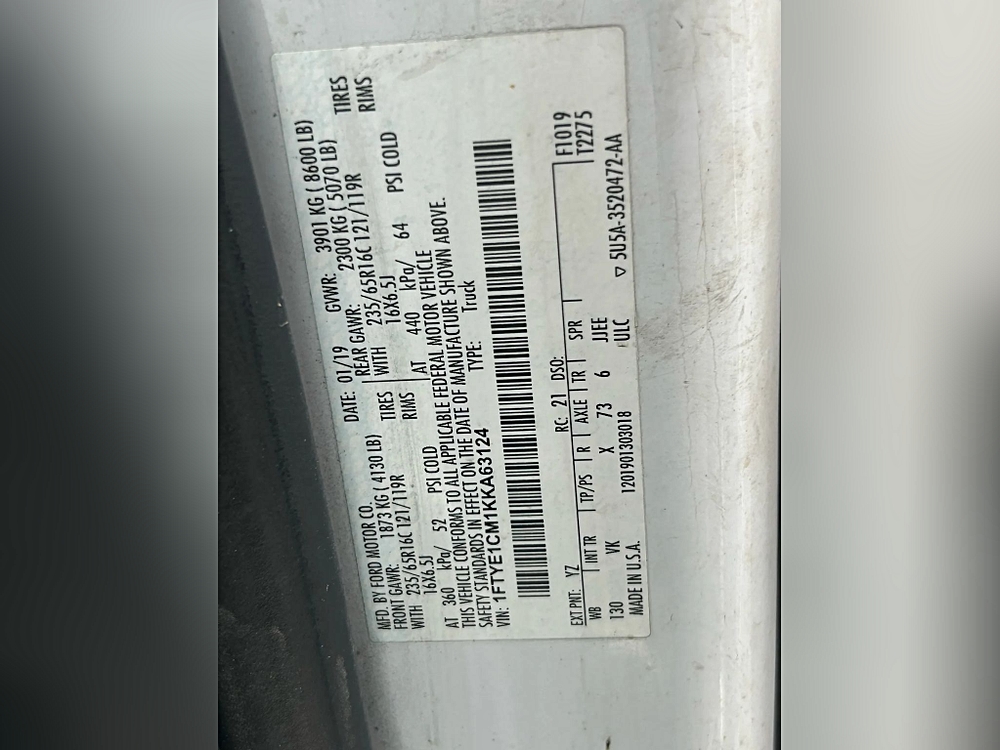 MFD. BY FORD MOTOR CO. DATE: 01/19 GVWR: 3901 KG ( 8600 LB)
FRONT GAWR: 1873 KG ( 4130 LB) REAR GAWR: 2300 KG ( 5070 LB)
WITH 235/65R16C 121/119R TIRES WITH 235/65R16C 121/119R TIRES
16X6.5J RIMS 16X6.5J RIMS
AT 360 kPa/ 52 PSI COLD AT 440 kPa/ 64 PSI COLD
THIS VEHICLE CONFORMS TO ALL APPLICABLE FEDERAL MOTOR VEHICLE
SAFETY STANDARDS IN EFFECT ON THE DATE OF MANUFACTURE SHOWN ABOVE.
VIN: 1FTYE1CM1KKA63124 TYPE: Truck
EXT PNT: YZ RC: 21 DSO: F1019
WB INT TR TP/PS R AXLE TR SPR T2275
130 VK X 73 6 JJEE
MADE IN U.S.A. 1201901303018 ULC ▽ 5U5A-3520472-AA